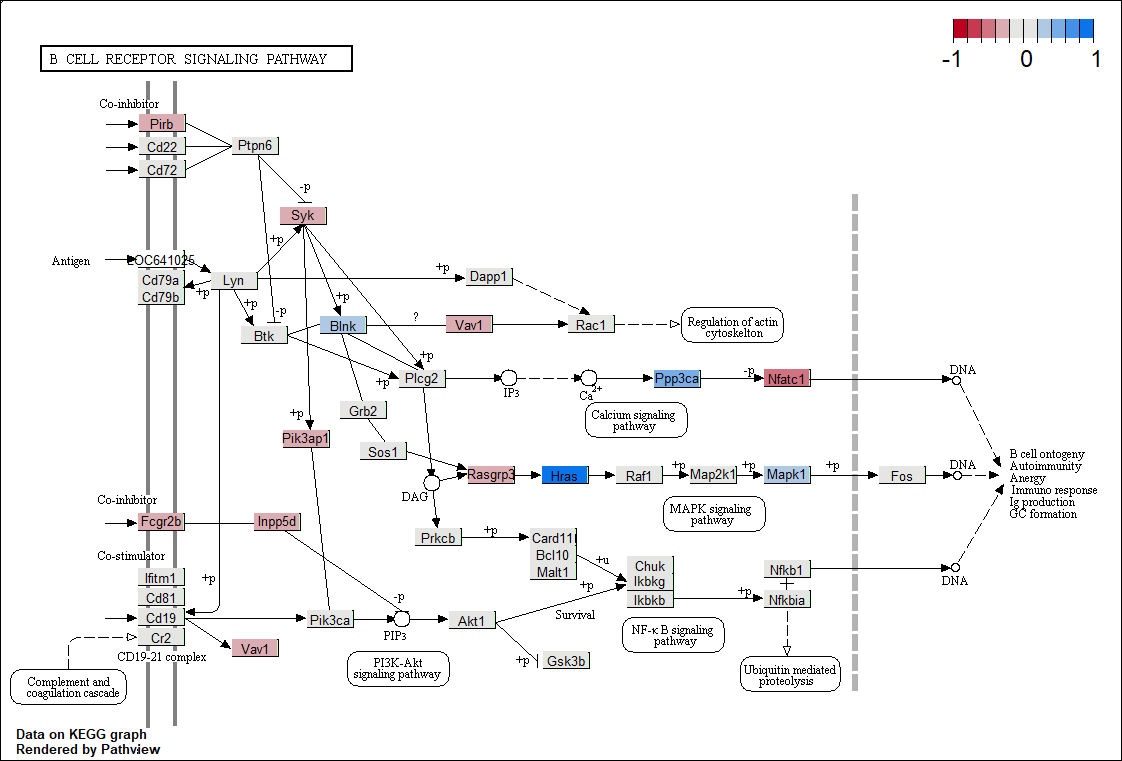 B CELL RECEPTOR SIGNALING PATHWAY
-1 0 1
Co-inhibitor
Pirb
Cd22
Cd72
Ptpn6
-p
Syk
+p
Antigen
LOC641025
Cd79a
Cd79b
+p
Lyn
+p
Dapp1
+p
-p
+p
Btk
Blnk
?
Vav1
Rac1
Regulation of actin
cytoskelton
+p
+p
Plcg2
IP3
Ca2+
Ppp3ca
-p
Nfatc1
DNA
Calcium signaling
pathway
Grb2
+p
Pik3ap1
Sos1
DAG
Rasgrp3
Hras
Raf1
+p
Map2k1
+p
Mapk1
+p
Fos
DNA
MAPK signaling
pathway
B cell ontogeny
Autoimmunity
Anergy
Immuno response
Ig production
GC formation
Co-inhibitor
Fcgr2b
Inpp5d
Prkcb
+p
Card11l
Bcl10
Malt1
+u
Chuk
Ikbkg
Ikbkb
+p
Nfkb1
Nfkbia
DNA
Co-stimulator
Ifitm1
Cd81
Cd19
Cr2
+p
CD19-21 complex
Vav1
Pik3ca
-p
PIP3
Akt1
+p
Survival
+p
Gsk3b
NF-κB signaling
pathway
PI3K-Akt
signaling pathway
Ubiquitin mediated
proteolysis
Complement and
coagulation cascade
Data on KEGG graph
Rendered by Pathview